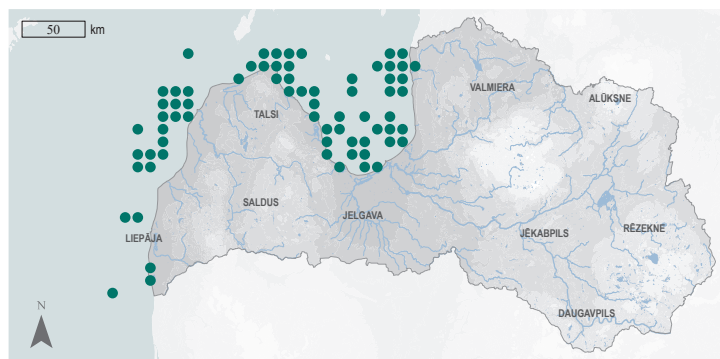 50 km
VALMIERA
ALŪKSNE
TALSI
SALDUS
JELGAVA
LIEPĀJA
JĒKABPILS
RĒZEKNE
DAUGAVPILS
N